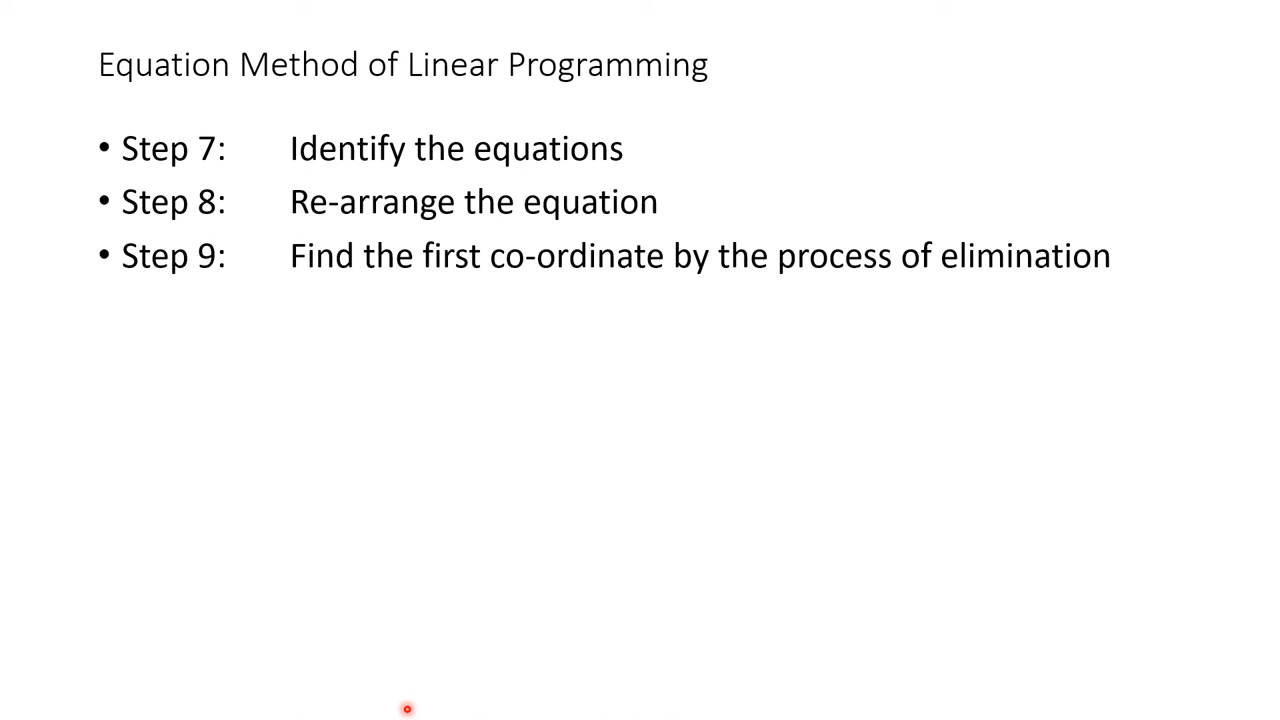 Equation Method of Linear Programming
• Step 7: Identify the equations
• Step 8: Re-arrange the equation
• Step 9: Find the first co-ordinate by the process of elimination